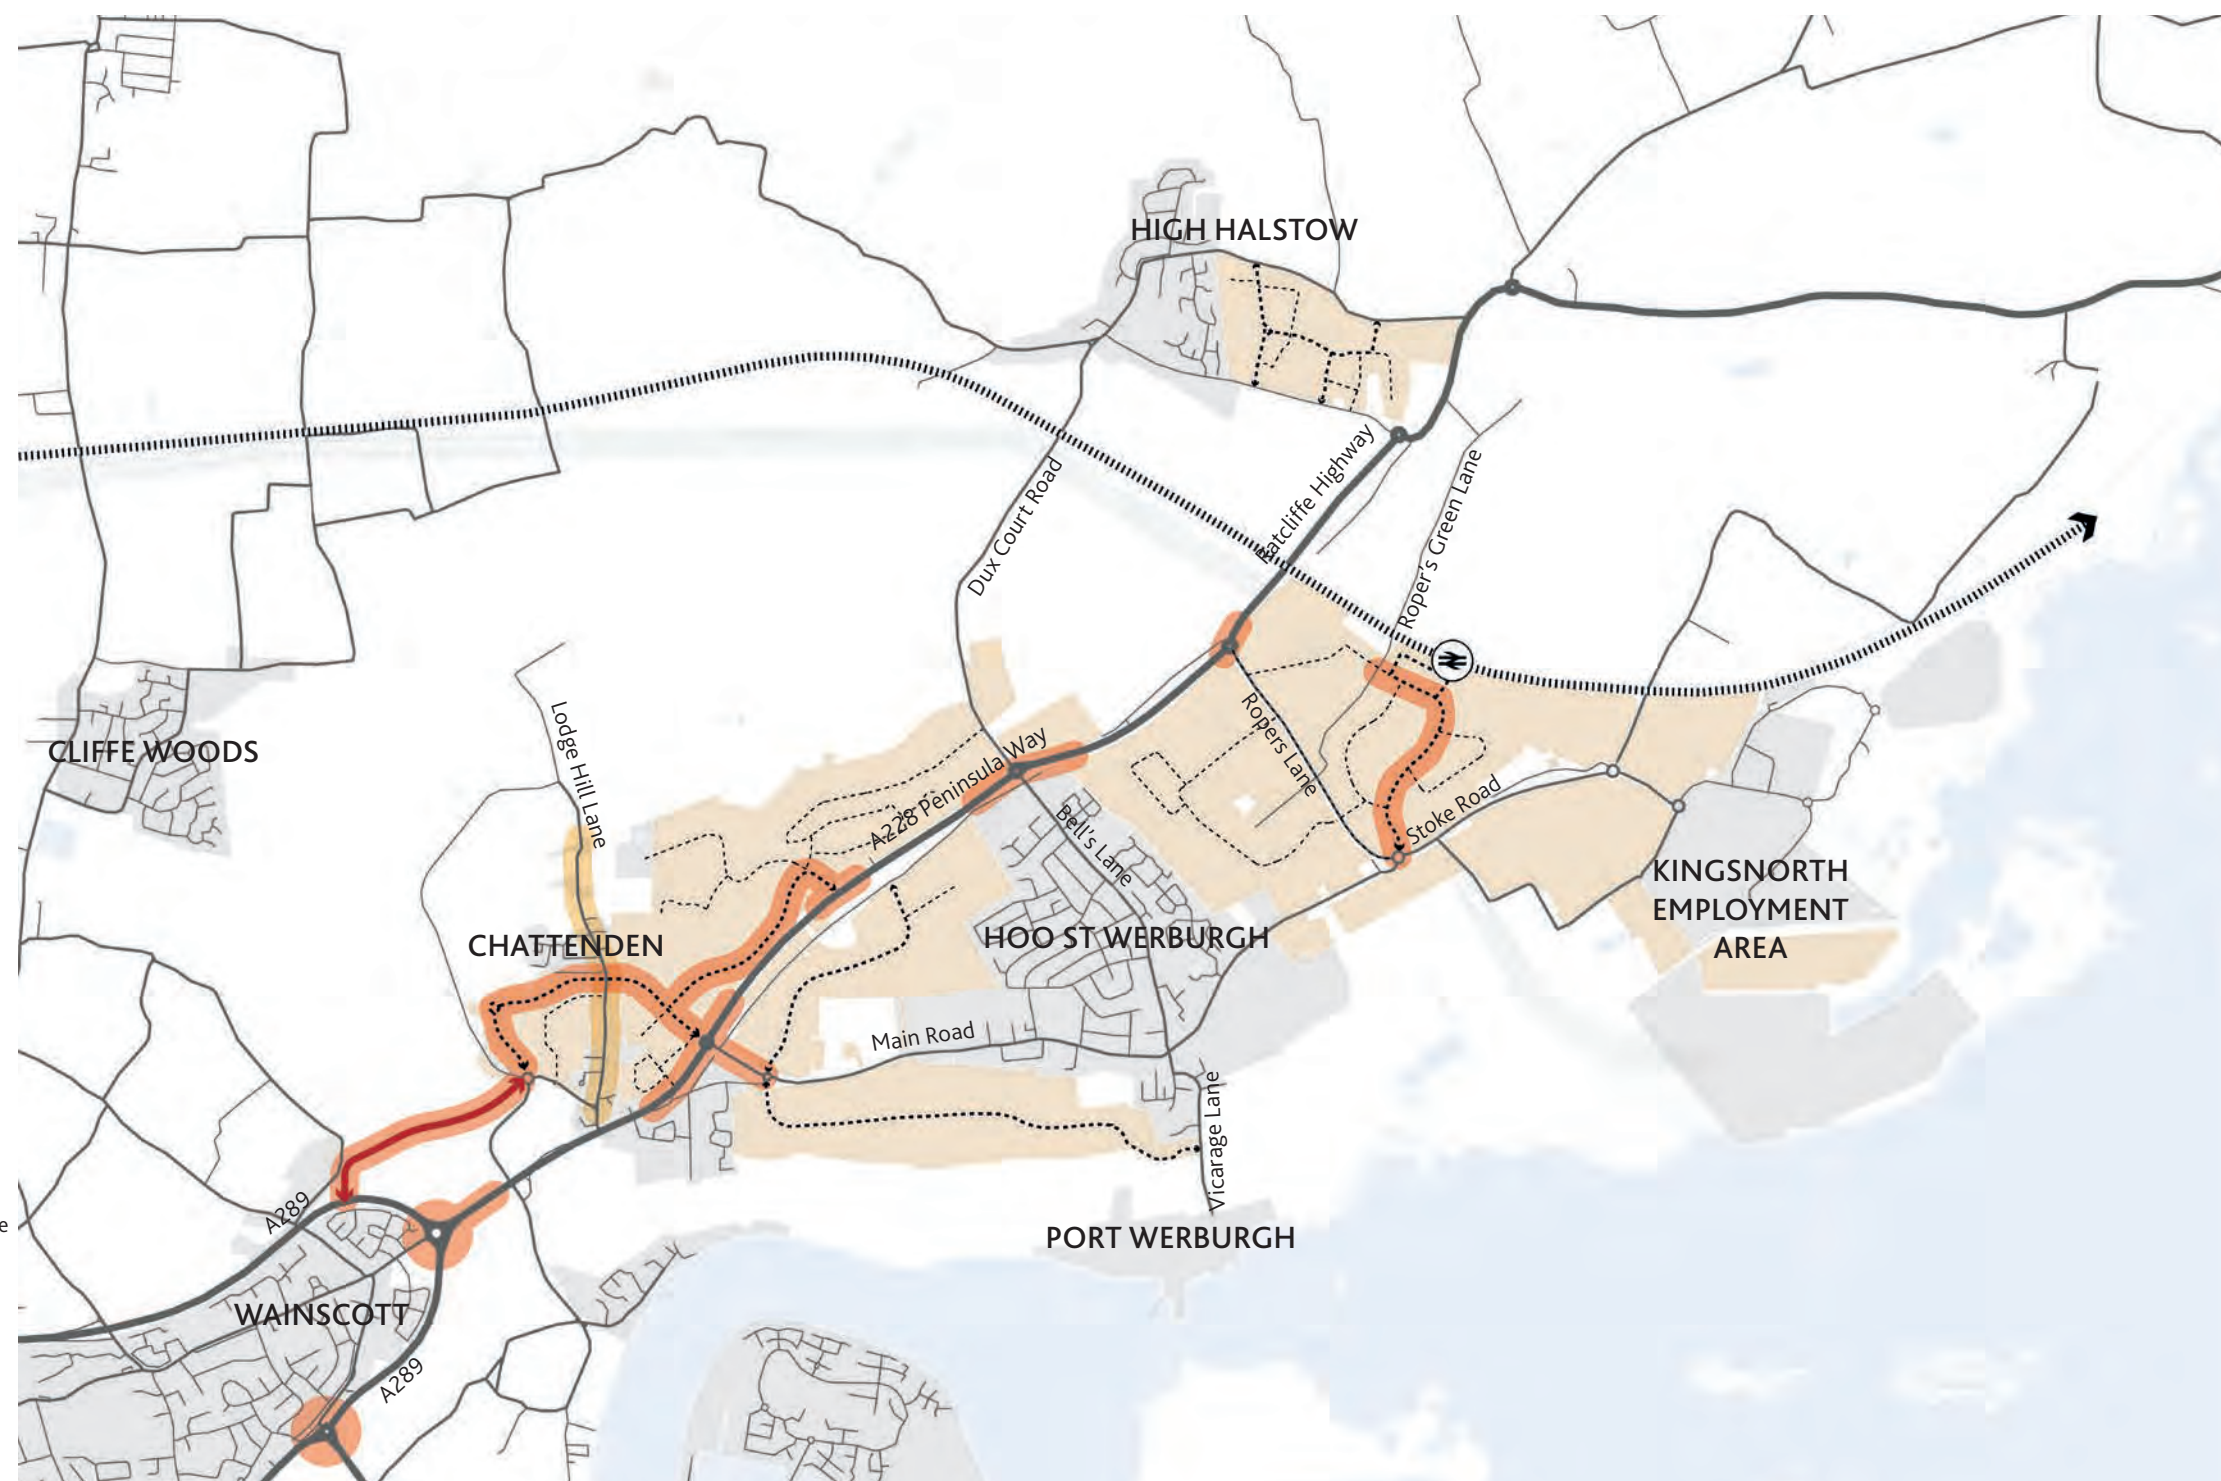 HIGH HALSTOW
Ratcliffe Highway
Roper's Green Lane
Dux Court Road
Lodge Hill Lane
CLIFFE WOODS
Ropers Lane
A228 Peninsula Way
Stoke Road
Bell's Lane
KINGSNORTH
EMPLOYMENT
AREA
CHATTENDEN
HOO ST WERBURGH
Main Road
Vicarage Lane
A289
e
PORT WERBURGH
WAINSCOTT
A289